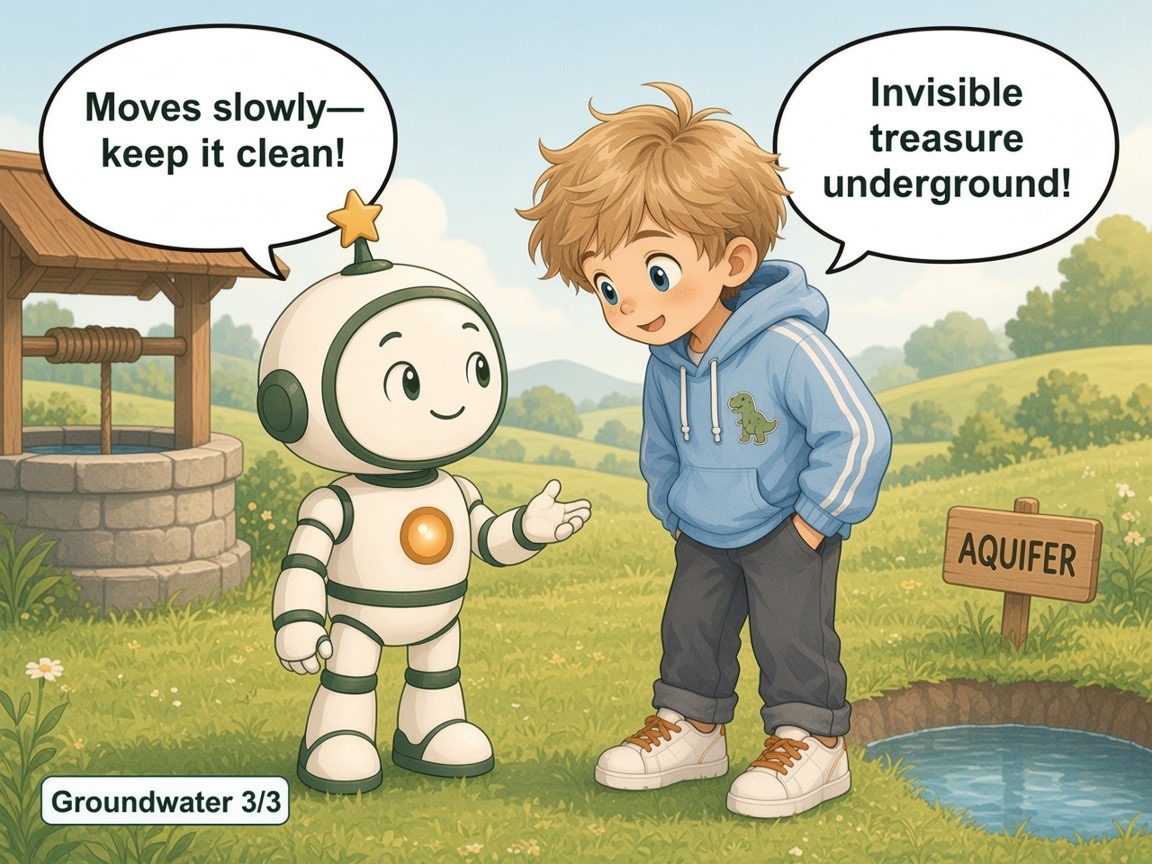 Moves slowly—
keep it clean!
Invisible
treasure
underground!
AQUIFER
Groundwater 3/3